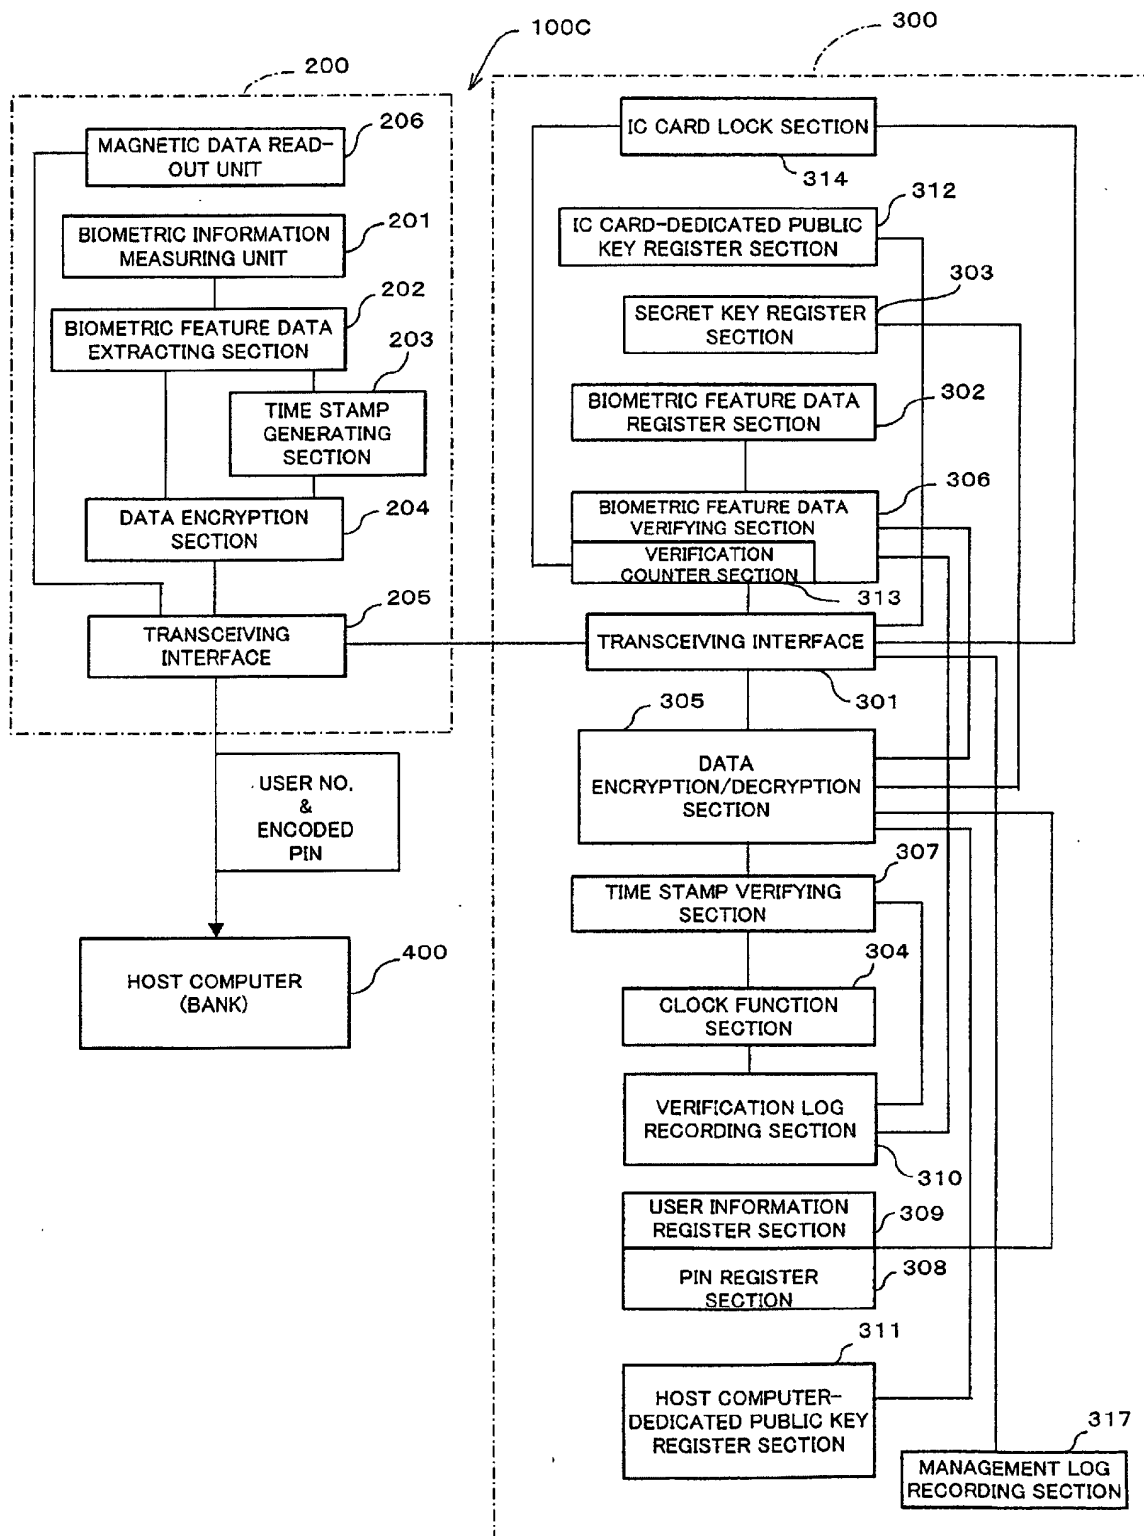 100C
200
206
MAGNETIC DATA READ-
OUT UNIT
201
BIOMETRIC INFORMATION
MEASURING UNIT
202
BIOMETRIC FEATURE DATA
EXTRACTING SECTION
203
TIME STAMP
GENERATING
SECTION
204
DATA ENCRYPTION
SECTION
205
TRANSCEIVING
INTERFACE
USER NO.
&
ENCODED
PIN
400
HOST COMPUTER
(BANK)
300
IC CARD LOCK SECTION
314
312
IC CARD-DEDICATED PUBLIC
KEY REGISTER SECTION
303
SECRET KEY REGISTER
SECTION
302
BIOMETRIC FEATURE DATA
REGISTER SECTION
306
BIOMETRIC FEATURE DATA
VERIFYING SECTION
VERIFICATION
COUNTER SECTION
313
TRANSCEIVING INTERFACE
301
305
DATA
ENCRYPTION/DECRYPTION
SECTION
307
TIME STAMP VERIFYING
SECTION
304
CLOCK FUNCTION
SECTION
VERIFICATION LOG
RECORDING SECTION
310
USER INFORMATION
REGISTER SECTION
309
PIN REGISTER
SECTION
308
311
HOST COMPUTER-
DEDICATED PUBLIC KEY
REGISTER SECTION
317
MANAGEMENT LOG
RECORDING SECTION